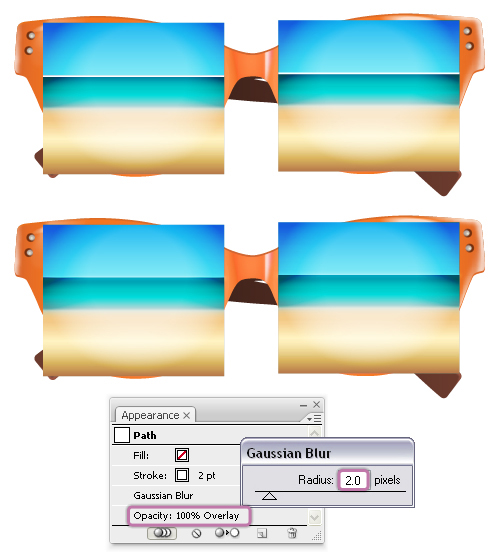 Appearance
Path
Fill:
Stroke: 2 pt
Gaussian Blur
Opacity: 100% Overlay
Gaussian Blur
Radius: 2.0 pixels